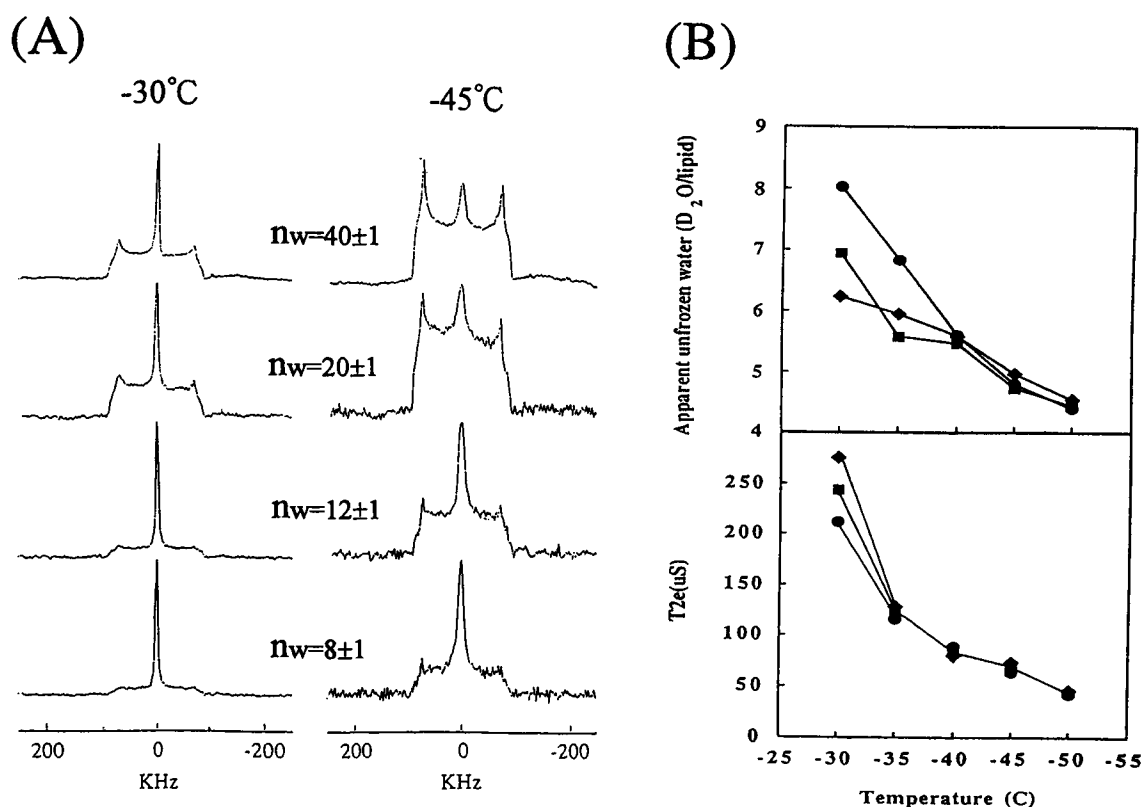 (A)
-30°C
-45°C
nw=40±1
nw=20±1
nw=12±1
nw=8±1
200
0
-200
KHz
200
0
-200
KHz
(B)
Apparent unfrozen water (D2O/lipid)
9
8
7
6
5
4
T2e(uS)
250
200
150
100
50
0
-25
-30
-35
-40
-45
-50
-55
Temperature (C)